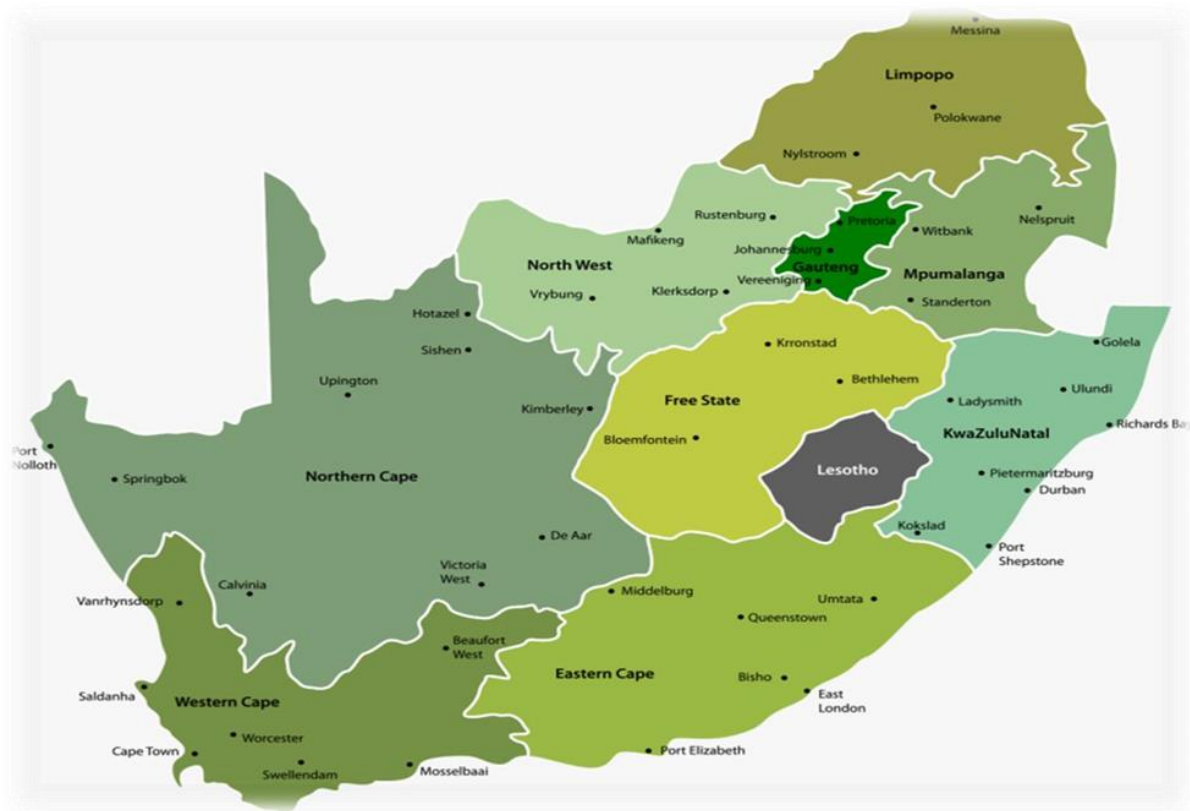 Messina
Limpopo
Polokwane
Nylstroom
Rustenburg
Pretoria
Nelspruit
Mafikeng
Witbank
Johannesburg
North West
Gauteng
Mpumalanga
Vereeniging
Vrybung
Klerksdorp
Standerton
Hotazel
Krronstad
Golela
Sishen
Upington
Bethlehem
Ulundi
Kimberley
Free State
Ladysmith
Richards Bay
Bloemfontein
KwaZuluNatal
Port
Nolloth
Springbok
Northern Cape
Lesotho
Pietermaritzburg
Durban
Kokslad
De Aar
Port
Shepstone
Victoria
West
Calvinia
Middelburg
Umtata
Vanrhynsdorp
Queenstown
Beaufort
West
Eastern Cape
Bisho
East
London
Saldanha
Western Cape
Worcester
Cape Town
Port Elizabeth
Swellendam
Mosselbaai